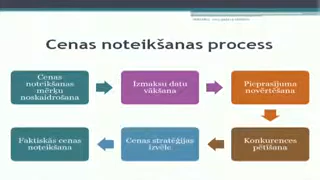 Cenas noteikšanas process
Cenas
noteikšanas
mērķu
noskaidrošana
Izmaksu datu
vākšana
Pieprasījuma
novērtēšana
Konkurences
pētīšana
Cenas stratēģijas
izvēle
Faktiskās cenas
noteikšana